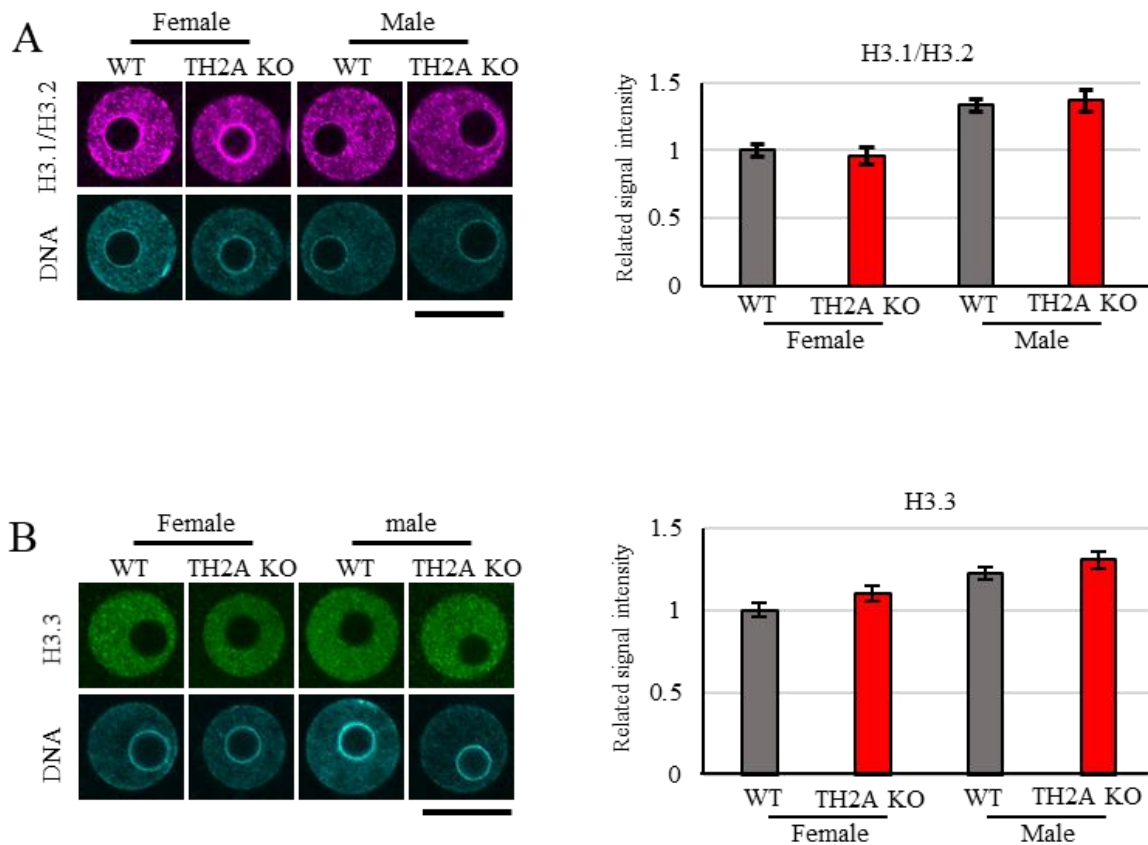 A
Female Male
WT TH2A KO WT TH2A KO
H3.1/H3.2
DNA
H3.1/H3.2
Related signal intensity
1.5
1
0.5
0
WT TH2A KO WT TH2A KO
Female Male
B
Female male
WT TH2A KO WT TH2A KO
H3.3
DNA
H3.3
Related signal intensity
1.5
1
0.5
0
WT TH2A KO WT TH2A KO
Female Male